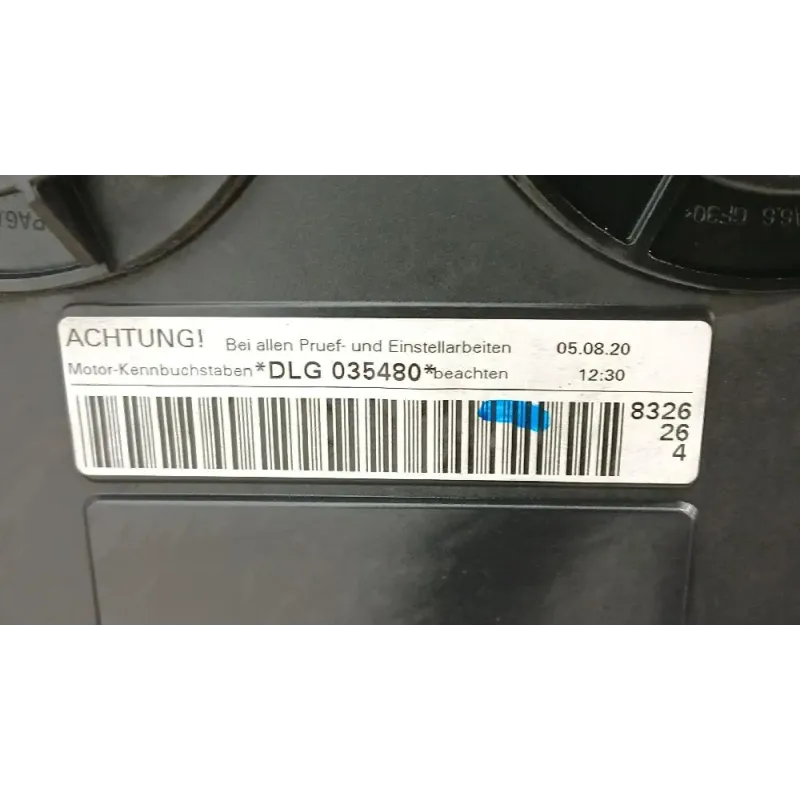 ACHTUNG! Bei allen Pruef- und Einstellarbeiten 05.08.20
Motor-Kennbuchstaben *DLG 035480* beachten 12:30
8326
26
4
GF30<